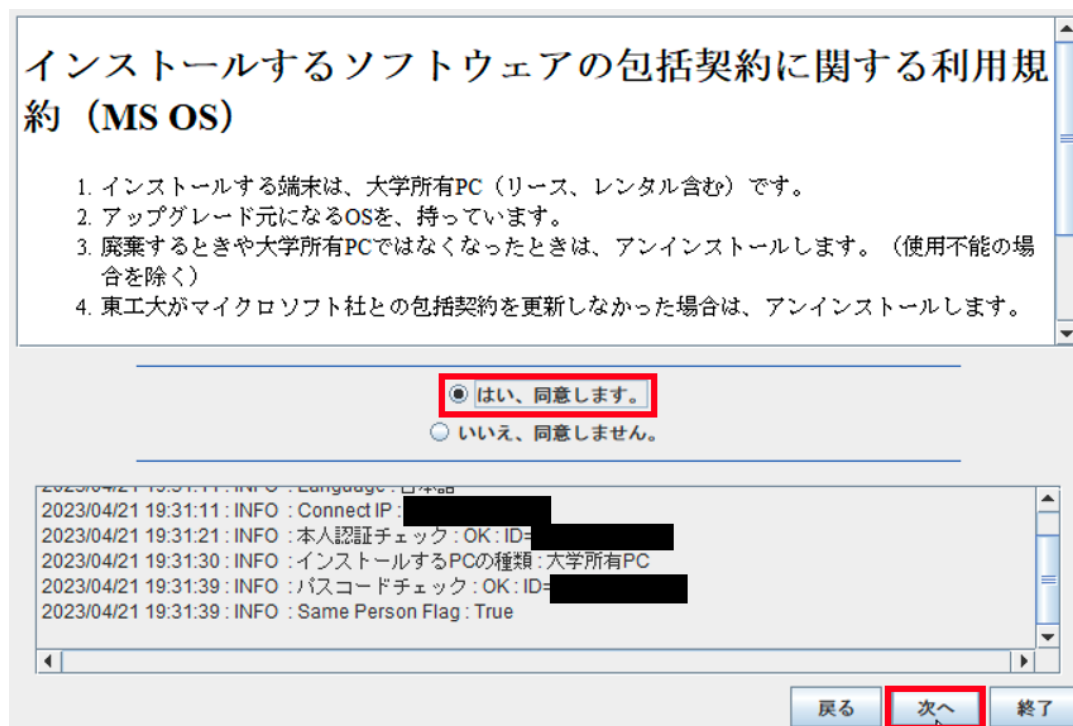 インストールするソフトウェアの包括契約に関する利用規
約（MS OS）
1. インストールする端末は、大学所有PC（リース、レンタル含む）です。
2. アップグレード元になるOSを、持っています。
3. 廃棄するときや大学所有PCではなくなったときは、アンインストールします。（使用不能の場
合を除く）
4. 東工大がマイクロソフト社との包括契約を更新しなかった場合は、アンインストールします。
はい、同意します。
いいえ、同意しません。
2023/04/21 19:31:11 : INFO : Language : 日本語
2023/04/21 19:31:11 : INFO : Connect IP :
2023/04/21 19:31:21 : INFO : 本人認証チェック : OK : ID=
2023/04/21 19:31:30 : INFO : インストールするPCの種類 : 大学所有PC
2023/04/21 19:31:39 : INFO : パスコードチェック : OK : ID=
2023/04/21 19:31:39 : INFO : Same Person Flag : True
戻る 次へ 終了